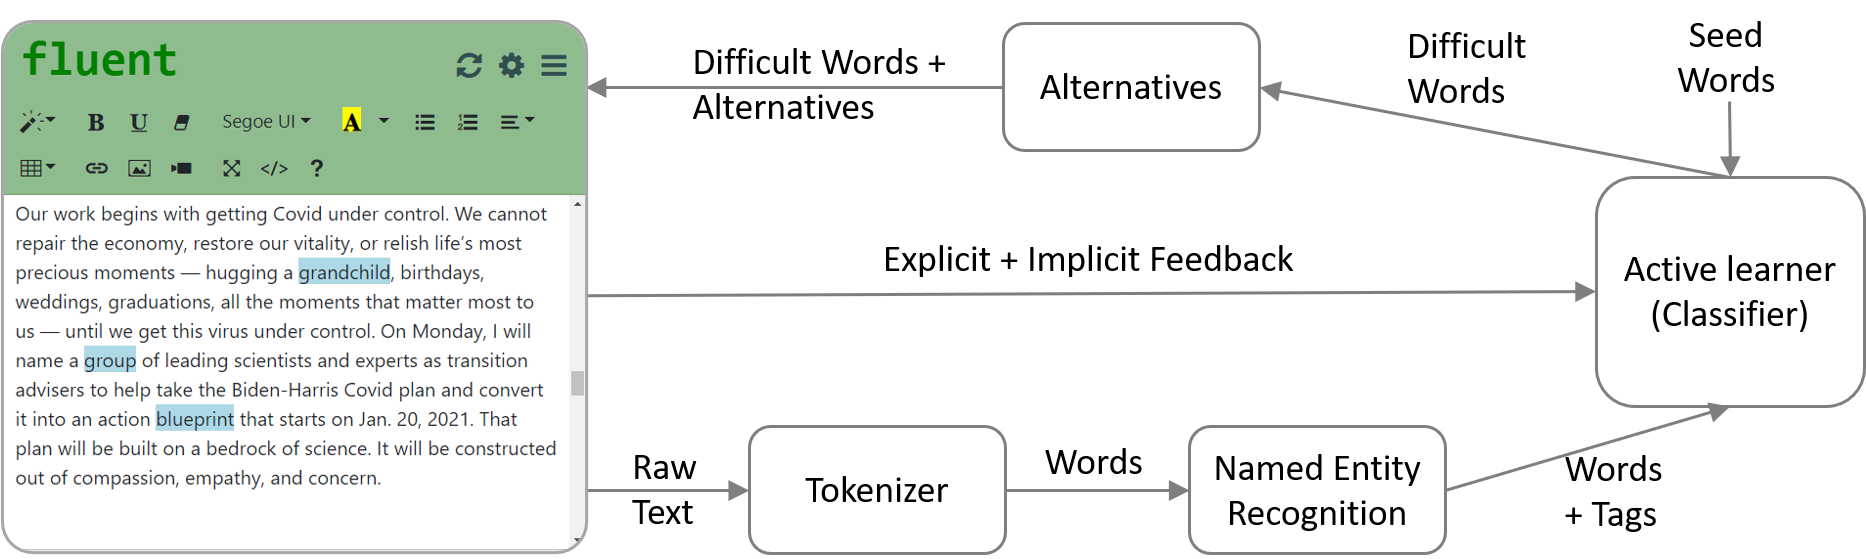 fluent
B U Segoe UI A
</> ?
Our work begins with getting Covid under control. We cannot
repair the economy, restore our vitality, or relish life’s most
precious moments — hugging a grandchild, birthdays,
weddings, graduations, all the moments that matter most to
us — until we get this virus under control. On Monday, I will
name a group of leading scientists and experts as transition
advisers to help take the Biden-Harris Covid plan and convert
it into an action blueprint that starts on Jan. 20, 2021. That
plan will be built on a bedrock of science. It will be constructed
out of compassion, empathy, and concern.
Difficult Words +
Alternatives
Alternatives
Difficult
Words
Seed
Words
Explicit + Implicit Feedback
Active learner
(Classifier)
Raw
Text
Tokenizer
Words
Named Entity
Recognition
Words
+ Tags